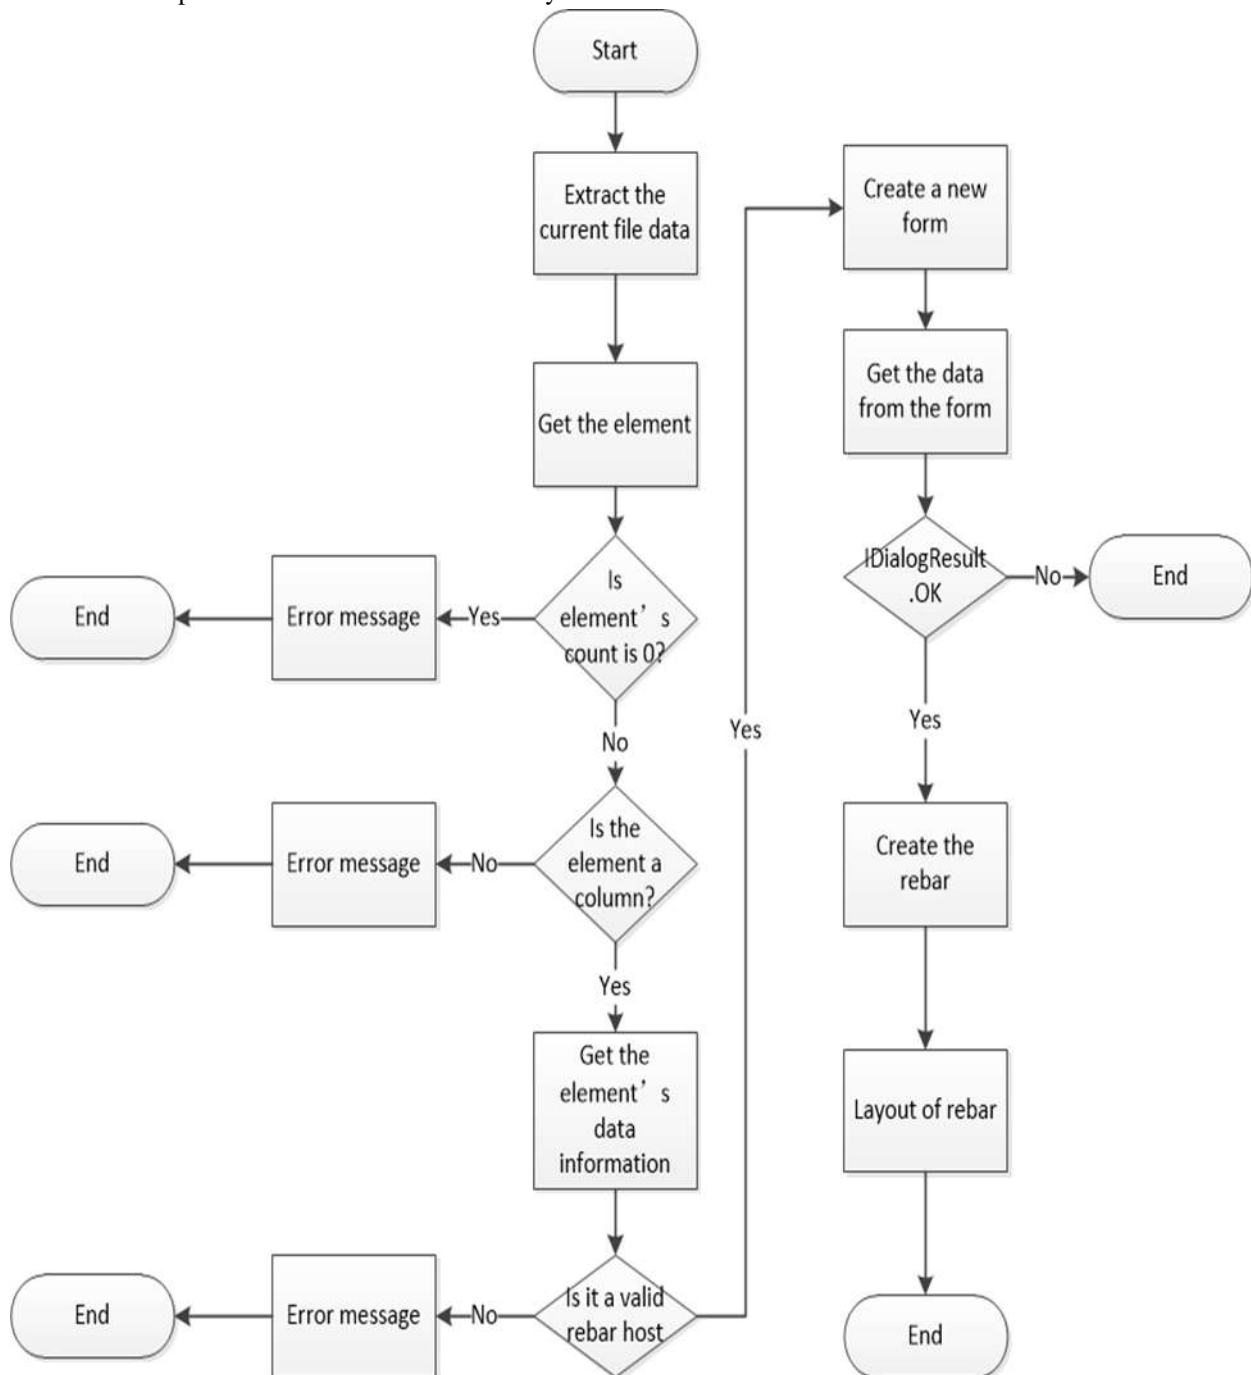 Start
Extract the
current file data
Get the element
Is
element’s
count is 0?
Yes
Error message
End
No
Is the
element a
column?
No
Error message
End
Yes
Get the
element’s
data
information
Is it a valid
rebar host
No
Error message
End
Yes
Create a new
form
Get the data
from the form
IDialogResult
.OK
No
End
Yes
Create the
rebar
Layout of rebar
End